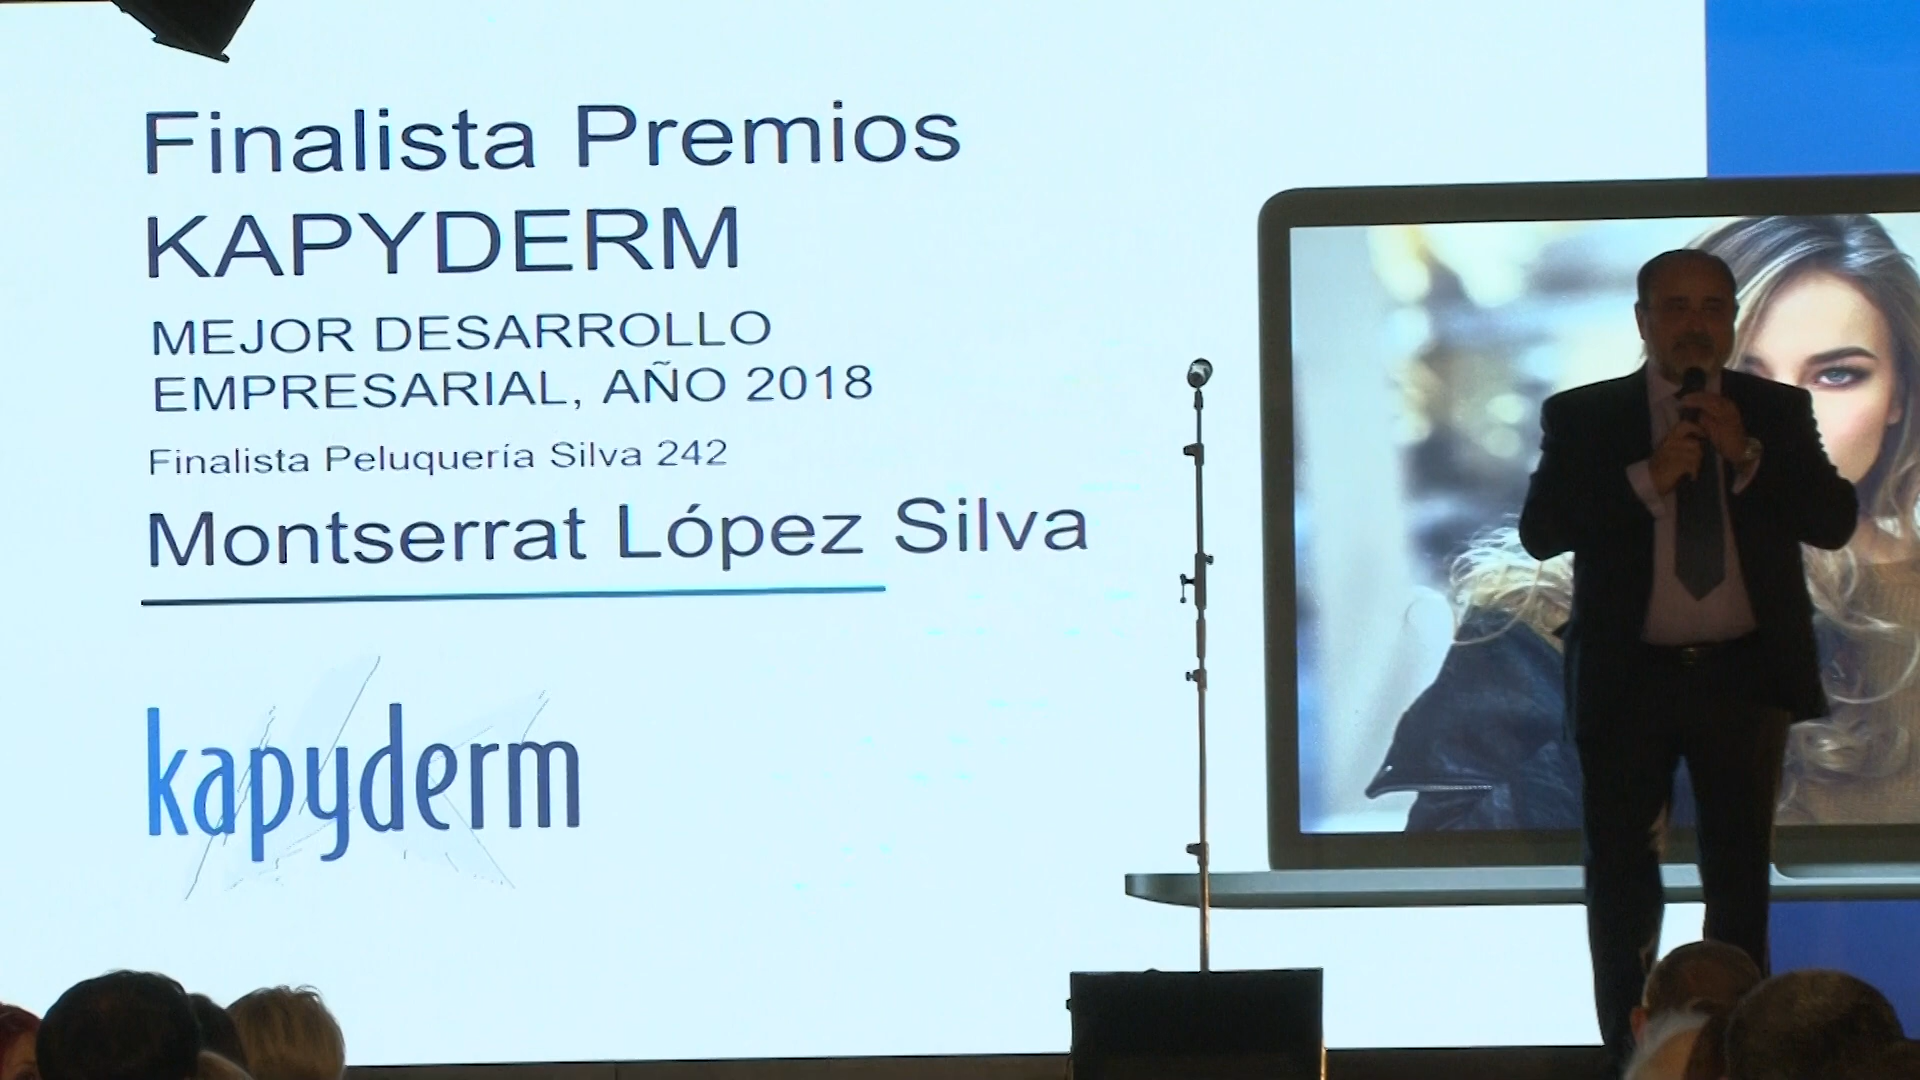 Finalista Premios
KAPYDERM
MEJOR DESARROLLO
EMPRESARIAL, AÑO 2018
Finalista Peluquería Silva 242
Montserrat López Silva
kapyderm